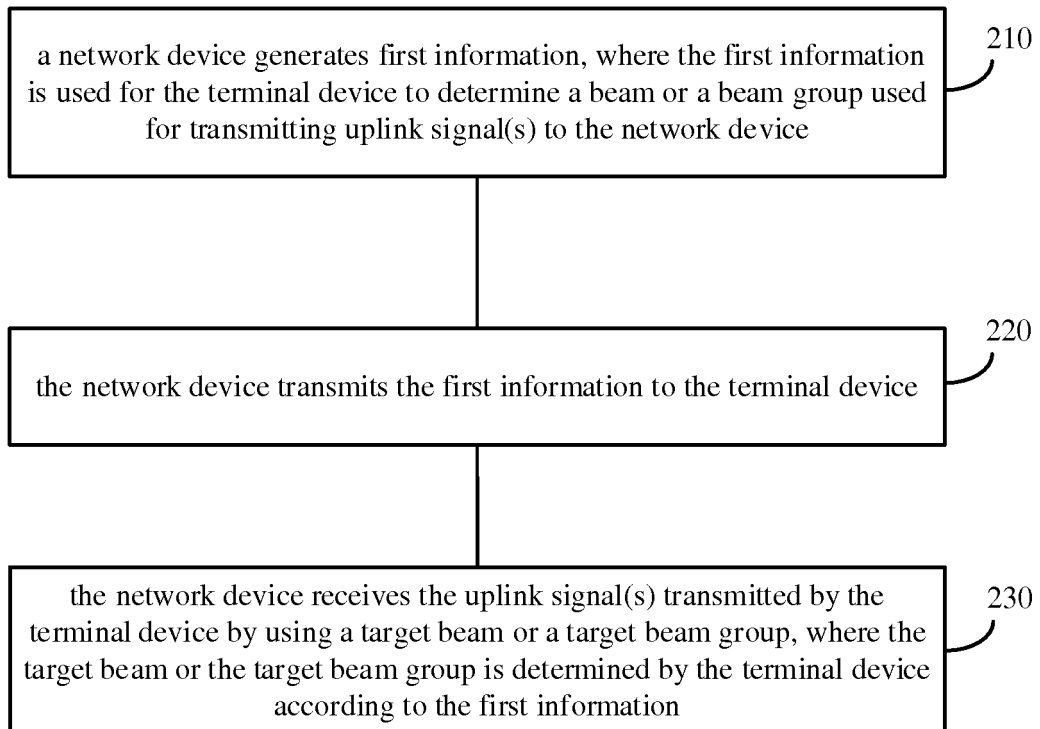 a network device generates first information, where the first information
is used for the terminal device to determine a beam or a beam group used
for transmitting uplink signal(s) to the network device
210
the network device transmits the first information to the terminal device
220
the network device receives the uplink signal(s) transmitted by the
terminal device by using a target beam or a target beam group, where the
target beam or the target beam group is determined by the terminal device
according to the first information
230